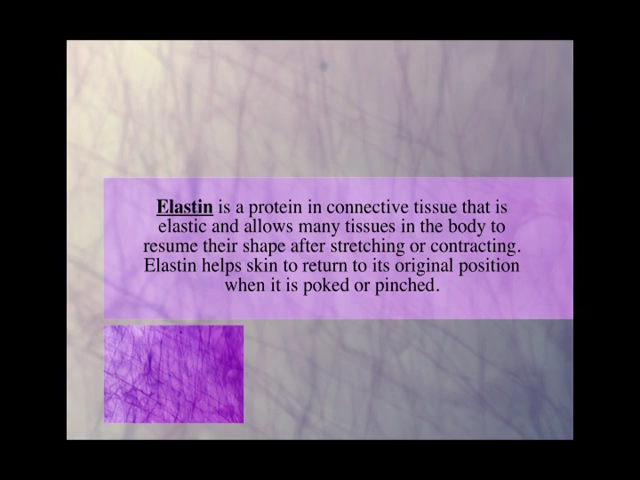 Elastin is a protein in connective tissue that is
elastic and allows many tissues in the body to
resume their shape after stretching or contracting.
Elastin helps skin to return to its original position
when it is poked or pinched.